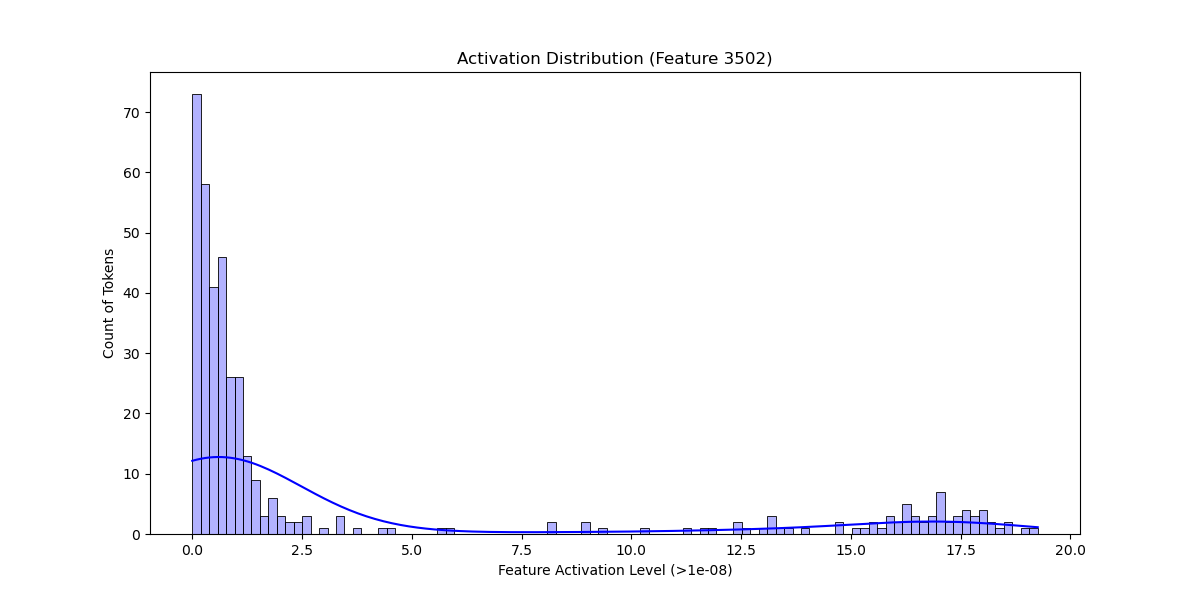 Activation Distribution (Feature 3502)
70
60
50
40
30
20
10
0
Count of Tokens
0.0 2.5 5.0 7.5 10.0 12.5 15.0 17.5 20.0
Feature Activation Level (>1e-08)